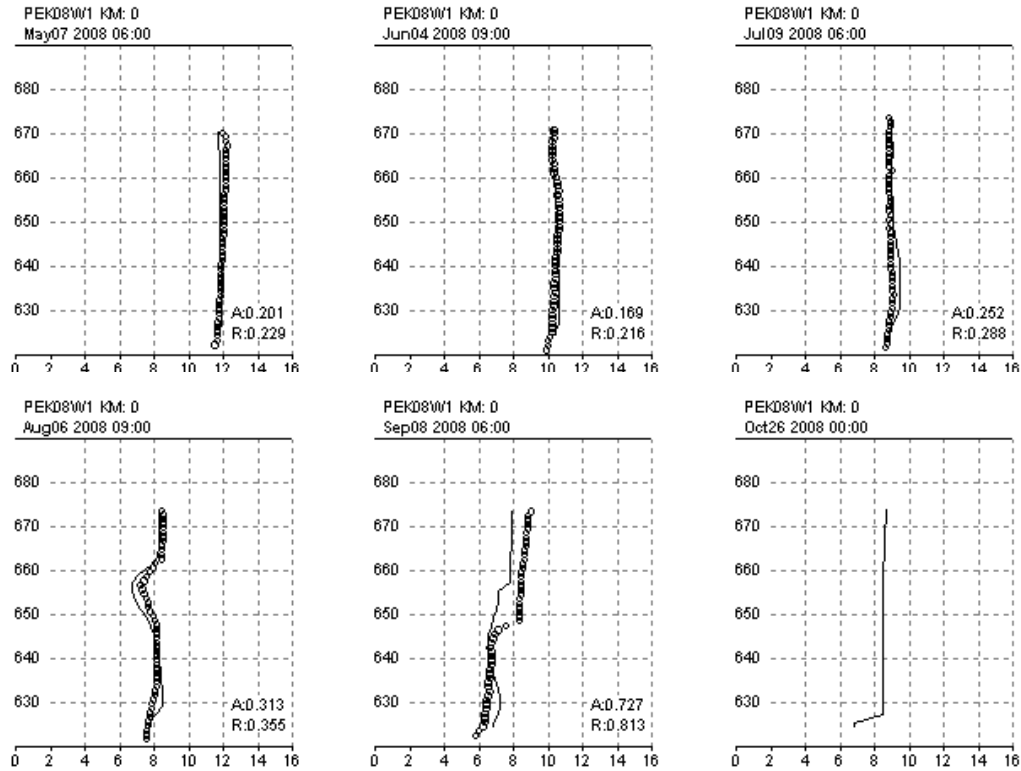 PEK08W1 KM: 0
May07 2008 06:00
680
670
660
650
640
630
A:0.201
R:0.229
0 2 4 6 8 10 12 14 16
PEK08W1 KM: 0
Jun04 2008 09:00
680
670
660
650
640
630
A:0.169
R:0.216
0 2 4 6 8 10 12 14 16
PEK08W1 KM: 0
Jul09 2008 06:00
680
670
660
650
640
630
A:0.252
R:0.288
0 2 4 6 8 10 12 14 16
PEK08W1 KM: 0
Aug06 2008 09:00
680
670
660
650
640
630
A:0.313
R:0.355
0 2 4 6 8 10 12 14 16
PEK08W1 KM: 0
Sep08 2008 06:00
680
670
660
650
640
630
A:0.727
R:0.813
0 2 4 6 8 10 12 14 16
PEK08W1 KM: 0
Oct26 2008 00:00
680
670
660
650
640
630
0 2 4 6 8 10 12 14 16